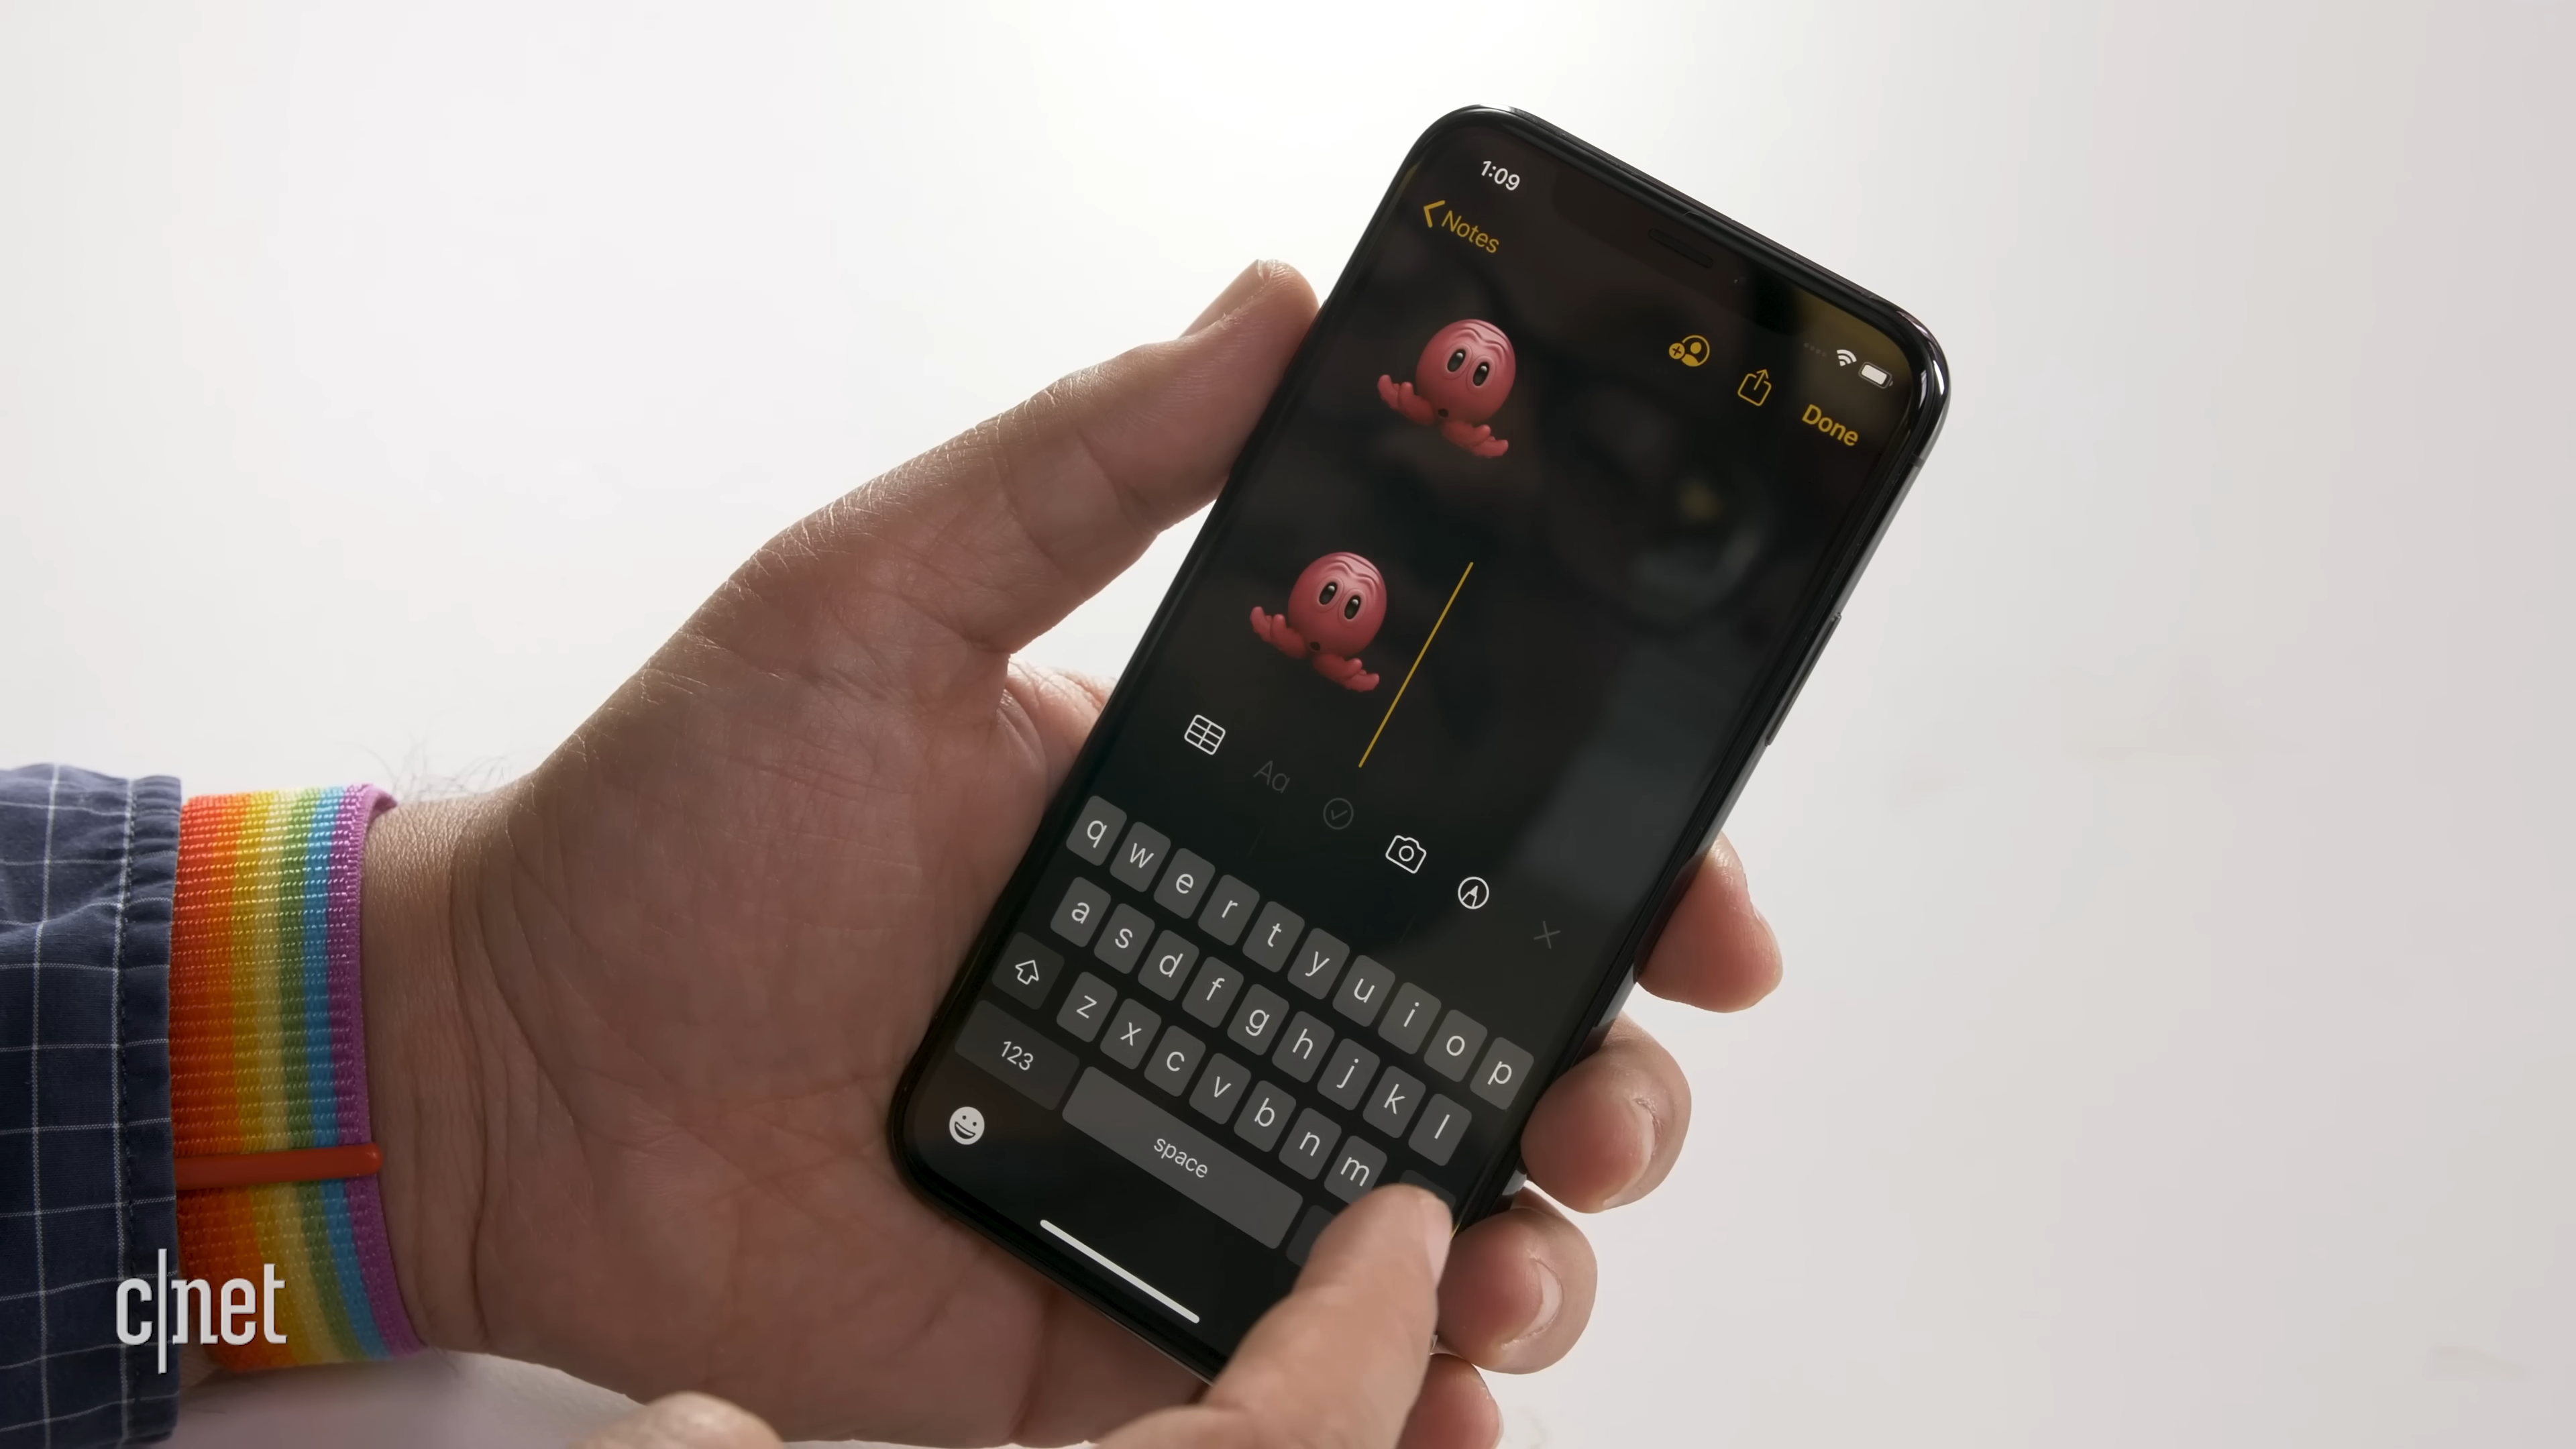 1:09
Notes
Done
Aa
q w e r t y u i o p
a s d f g h j k l
z x c v b n m
123
space
c|net